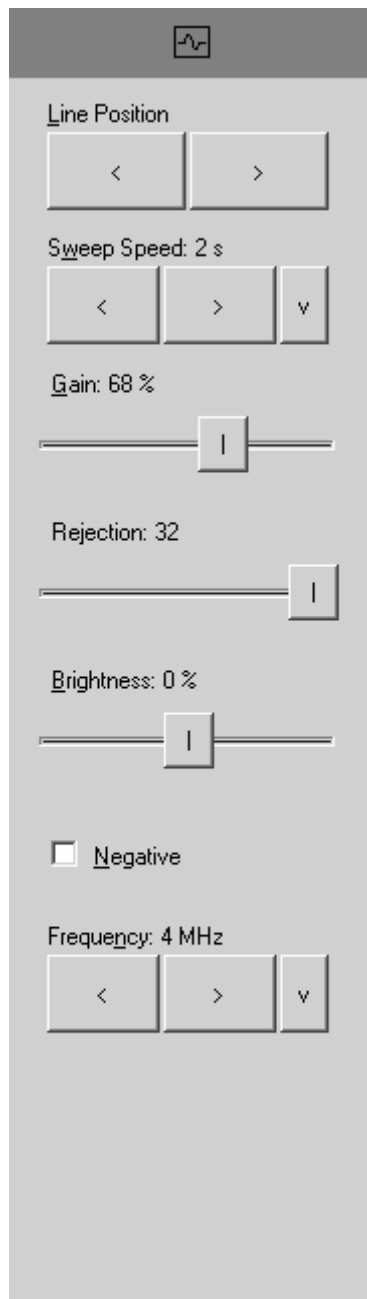 Line Position
< >
Sweep Speed: 2 s
< > v
Gain: 68 %
Rejection: 32
Brightness: 0 %
Negative
Frequency: 4 MHz
< > v